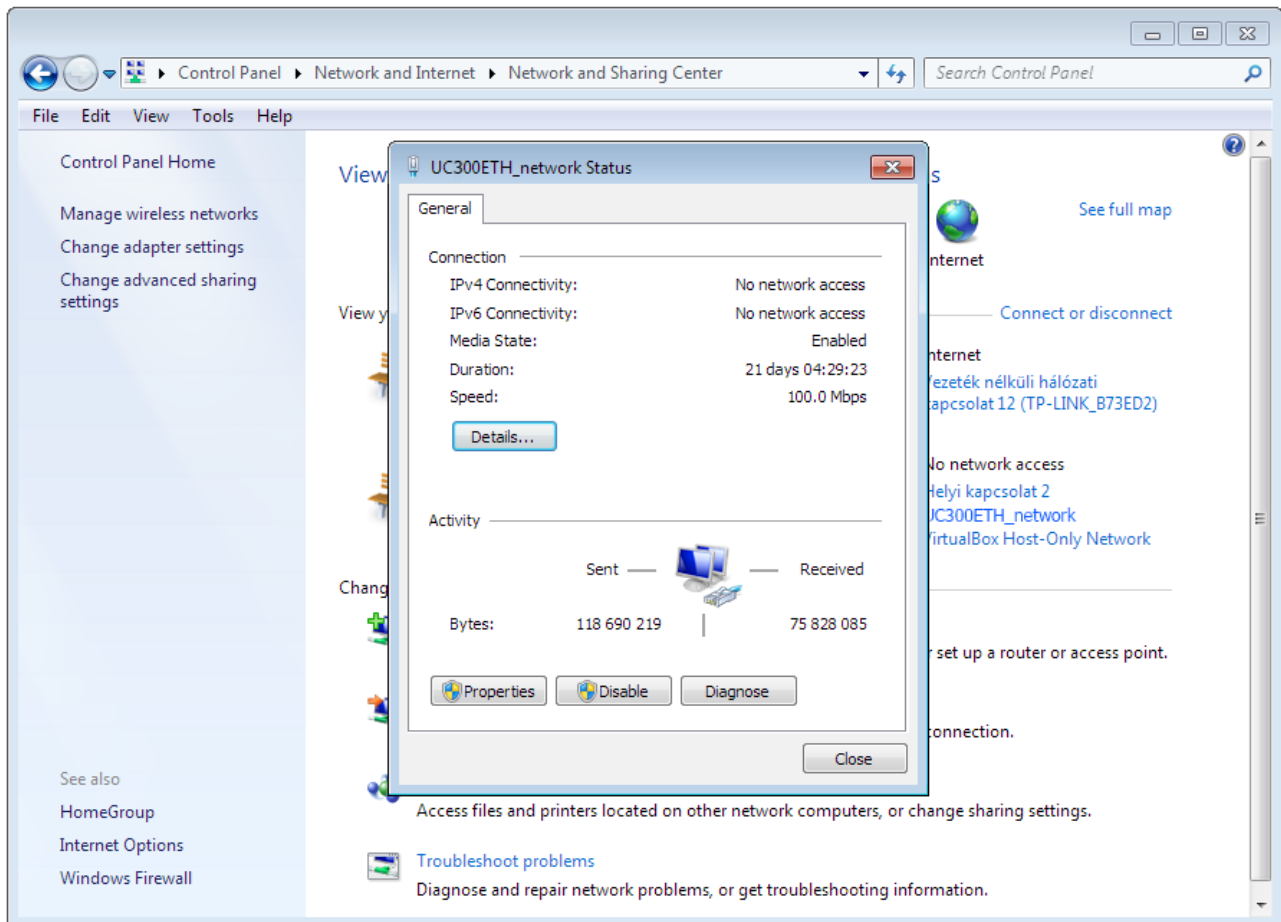 Control Panel Network and Internet Network and Sharing Center Search Control Panel
File Edit View Tools Help
Control Panel Home
Manage wireless networks
Change adapter settings
Change advanced sharing
settings
See also
HomeGroup
Internet Options
Windows Firewall
View
s
See full map
nternet
View y
Connect or disconnect
nternet
ezeték nélküli hálózati
kapcsolat 12 (TP-LINK_B73ED2)
No network access
Helyi kapcsolat 2
UC300ETH_network
VirtualBox Host-Only Network
Chang
set up a router or access point.
connection.
Access files and printers located on other network computers, or change sharing settings.
Troubleshoot problems
Diagnose and repair network problems, or get troubleshooting information.
UC300ETH_network Status
General
Connection
IPv4 Connectivity: No network access
IPv6 Connectivity: No network access
Media State: Enabled
Duration: 21 days 04:29:23
Speed: 100.0 Mbps
Details...
Activity
Sent Received
Bytes: 118 690 219 75 828 085
Properties Disable Diagnose
Close